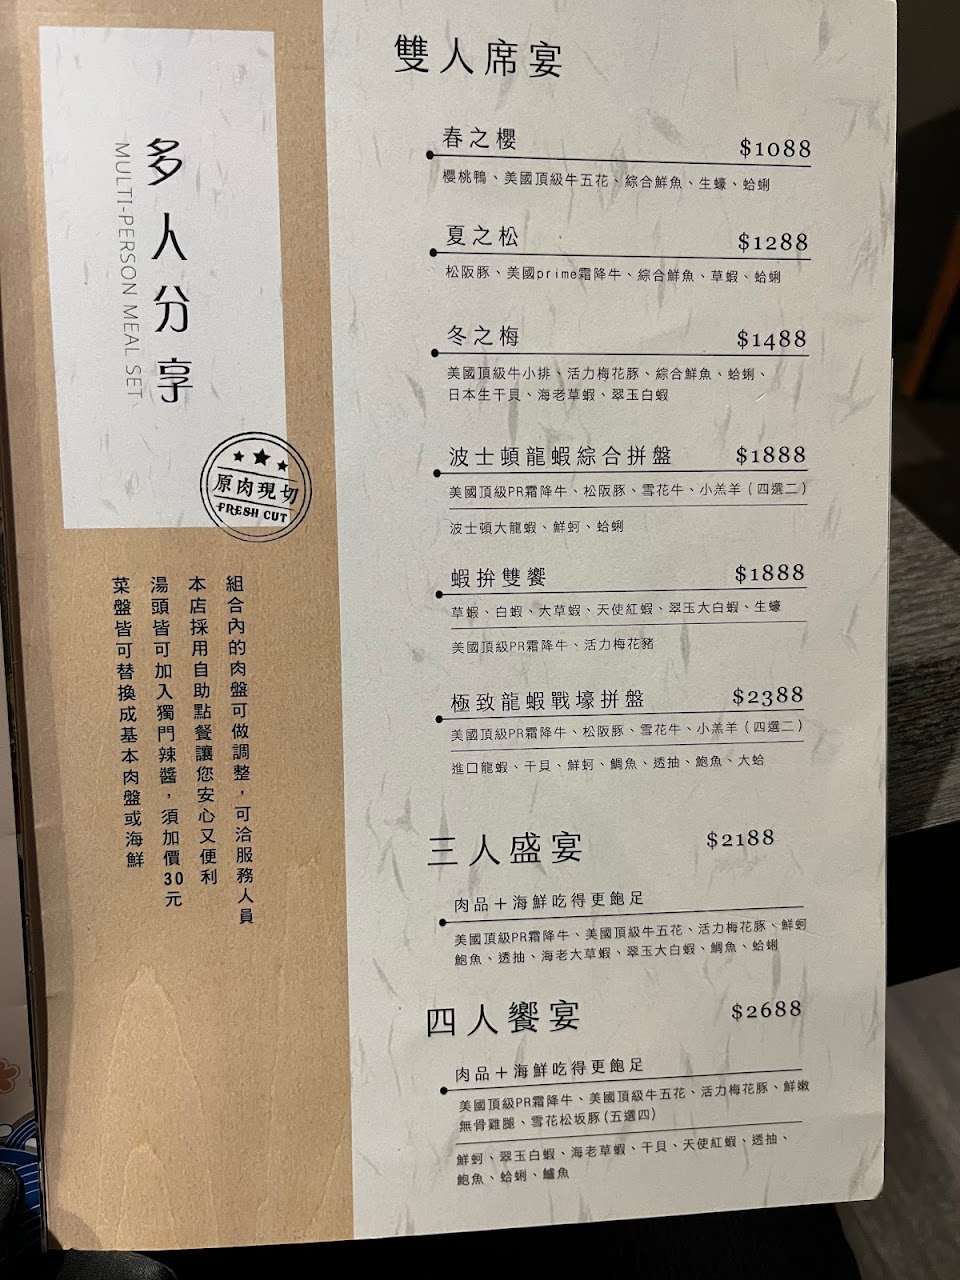 多人分享
MULTI-PERSON MEAL SET
原肉現切
FRESH CUT
組合內的肉盤可做調整，可洽服務人員
本店採用自助點餐讓您安心又便利
湯頭皆可加入獨門辣醬，須加價30元
菜盤皆可替換成基本肉盤或海鮮
雙人席宴
春之櫻 $1088
櫻桃鴨、美國頂級牛五花、綜合鮮魚、生蠔、蛤蜊
夏之松 $1288
松阪豚、美國prime霜降牛、綜合鮮魚、草蝦、蛤蜊
冬之梅 $1488
美國頂級牛小排、活力梅花豚、綜合鮮魚、蛤蜊、
日本生干貝、海老草蝦、翠玉白蝦
波士頓龍蝦綜合拼盤 $1888
美國頂級PR霜降牛、松阪豚、雪花牛、小羔羊（四選二）
波士頓大龍蝦、鮮蚵、蛤蜊
蝦拚雙饗 $1888
草蝦、白蝦、大草蝦、天使紅蝦、翠玉大白蝦、生蠔
美國頂級PR霜降牛、活力梅花豬
極致龍蝦戰壕拼盤 $2388
美國頂級PR霜降牛、松阪豚、雪花牛、小羔羊（四選二）
進口龍蝦、干貝、鮮蚵、鯛魚、透抽、鮑魚、大蛤
三人盛宴 $2188
肉品＋海鮮吃得更飽足
美國頂級PR霜降牛、美國頂級牛五花、活力梅花豚、鮮蚵
鮑魚、透抽、海老大草蝦、翠玉大白蝦、鯛魚、蛤蜊
四人饗宴 $2688
肉品＋海鮮吃得更飽足
美國頂級PR霜降牛、美國頂級牛五花、活力梅花豚、鮮嫩
無骨雞腿、雪花松坂豚(五選四)
鮮蚵、翠玉白蝦、海老草蝦、干貝、天使紅蝦、透抽、
鮑魚、蛤蜊、鱸魚